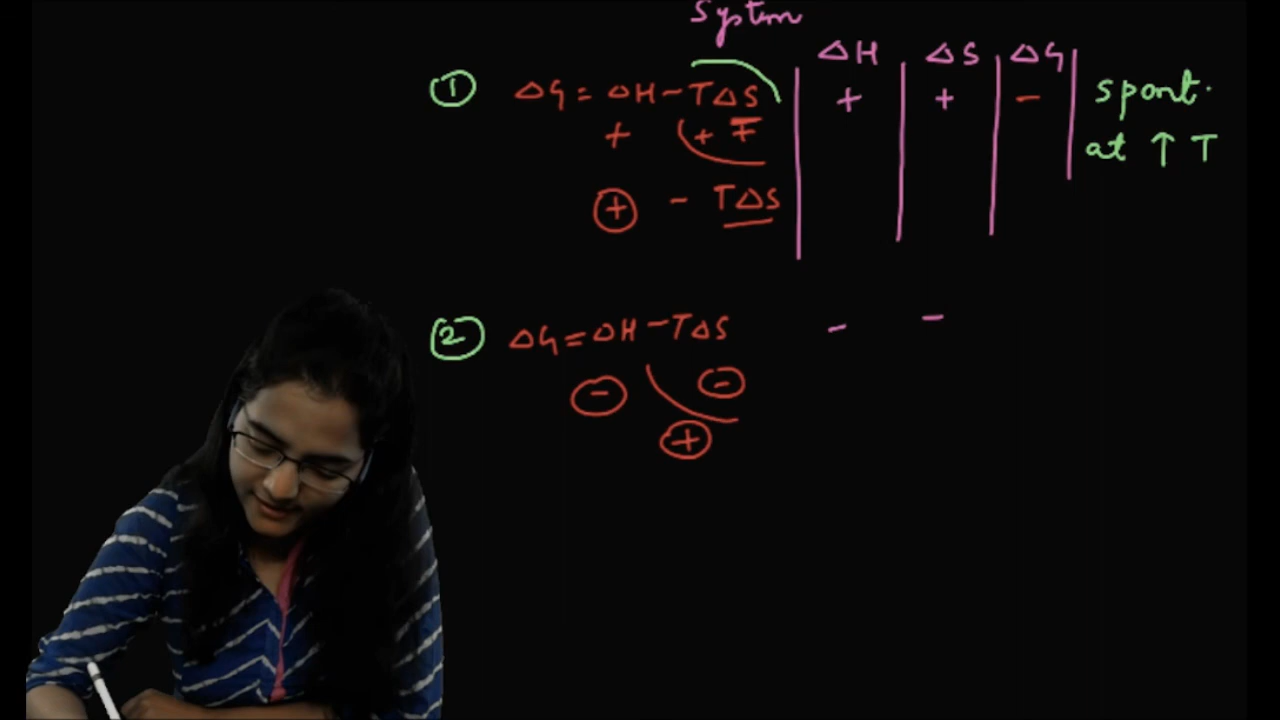 System
ΔH ΔS ΔG
① ΔG = ΔH - TΔS + + - spont.
+ + at ↑ T
+ - TΔS
② ΔG = ΔH - TΔS - -
- -
+